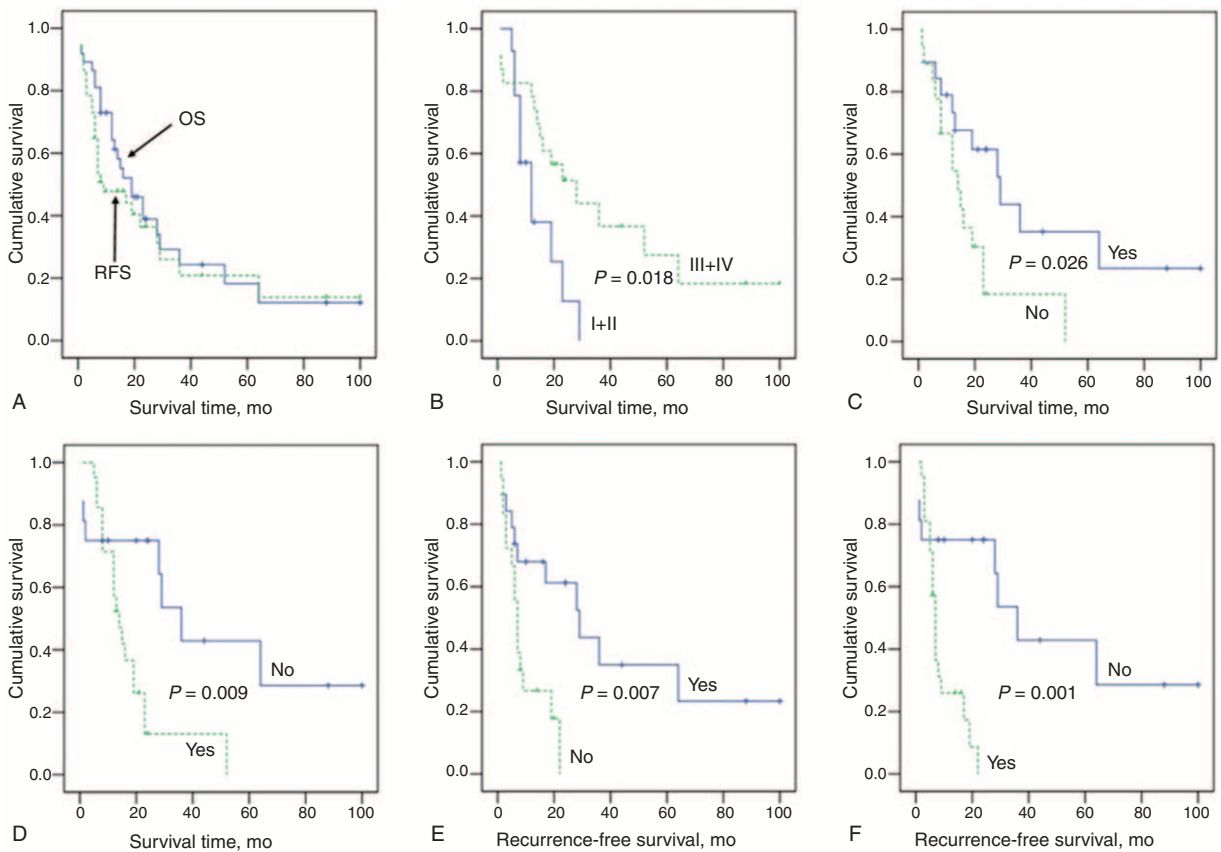 1.0
0.8
0.6
0.4
0.2
0.0
Cumulative survival
OS
RFS
0 20 40 60 80 100
A
Survival time, mo
1.0
0.8
0.6
0.4
0.2
0.0
Cumulative survival
III+IV
P = 0.018
I+II
0 20 40 60 80 100
B
Survival time, mo
1.0
0.8
0.6
0.4
0.2
0.0
Cumulative survival
P = 0.026
Yes
No
0 20 40 60 80 100
C
Survival time, mo
1.0
0.8
0.6
0.4
0.2
0.0
Cumulative survival
No
P = 0.009
Yes
0 20 40 60 80 100
D
Survival time, mo
1.0
0.8
0.6
0.4
0.2
0.0
Cumulative survival
Yes
P = 0.007
No
0 20 40 60 80 100
E
Recurrence-free survival, mo
1.0
0.8
0.6
0.4
0.2
0.0
Cumulative survival
No
P = 0.001
Yes
0 20 40 60 80 100
F
Recurrence-free survival, mo